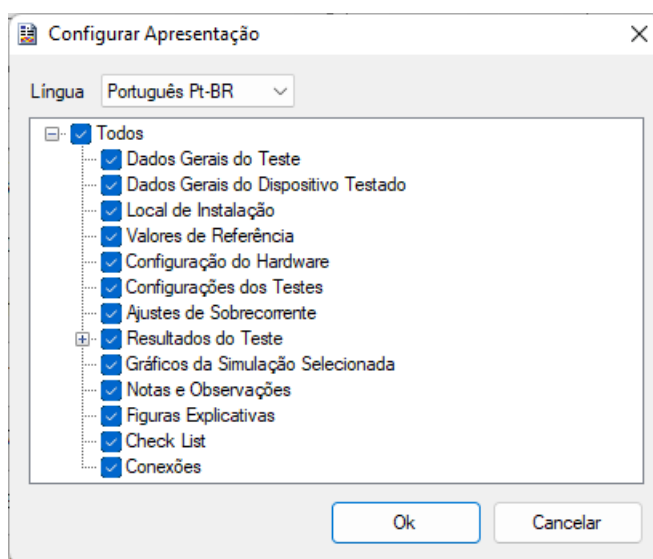 Configurar Apresentação
Língua Português Pt-BR
Todos
Dados Gerais do Teste
Dados Gerais do Dispositivo Testado
Local de Instalação
Valores de Referência
Configuração do Hardware
Configurações dos Testes
Ajustes de Sobrecorrente
Resultados do Teste
Gráficos da Simulação Selecionada
Notas e Observações
Figuras Explicativas
Check List
Conexões
Ok Cancelar